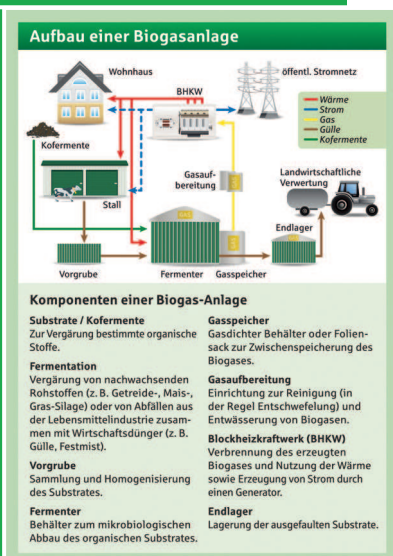 Aufbau einer Biogasanlage
Wohnhaus
öffentl. Stromnetz
BHKW
Wärme
Strom
Gas
Gülle
Kofermente
Kofermente
Gasauf-
bereitung
Landwirtschaftliche
Verwertung
Stall
Endlager
Vorgrube
Fermenter
Gasspeicher
Komponenten einer Biogas-Anlage
Substrate / Kofermente
Zur Vergärung bestimmte organische
Stoffe.
Fermentation
Vergärung von nachwachsenden
Rohstoffen (z. B. Getreide-, Mais-,
Gras-Silage) oder von Abfällen aus
der Lebensmittelindustrie zusam-
men mit Wirtschaftsdünger (z. B.
Gülle, Festmist).
Vorgrube
Sammlung und Homogenisierung
des Substrates.
Fermenter
Behälter zum mikrobiologischen
Abbau des organischen Substrates.
Gasspeicher
Gasdichter Behälter oder Folien-
sack zur Zwischenspeicherung des
Biogases.
Gasaufbereitung
Einrichtung zur Reinigung (in
der Regel Entschwefelung) und
Entwässerung von Biogasen.
Blockheizkraftwerk (BHKW)
Verbrennung des erzeugten
Biogases und Nutzung der Wärme
sowie Erzeugung von Strom durch
einen Generator.
Endlager
Lagerung der ausgefaulten Substrate.